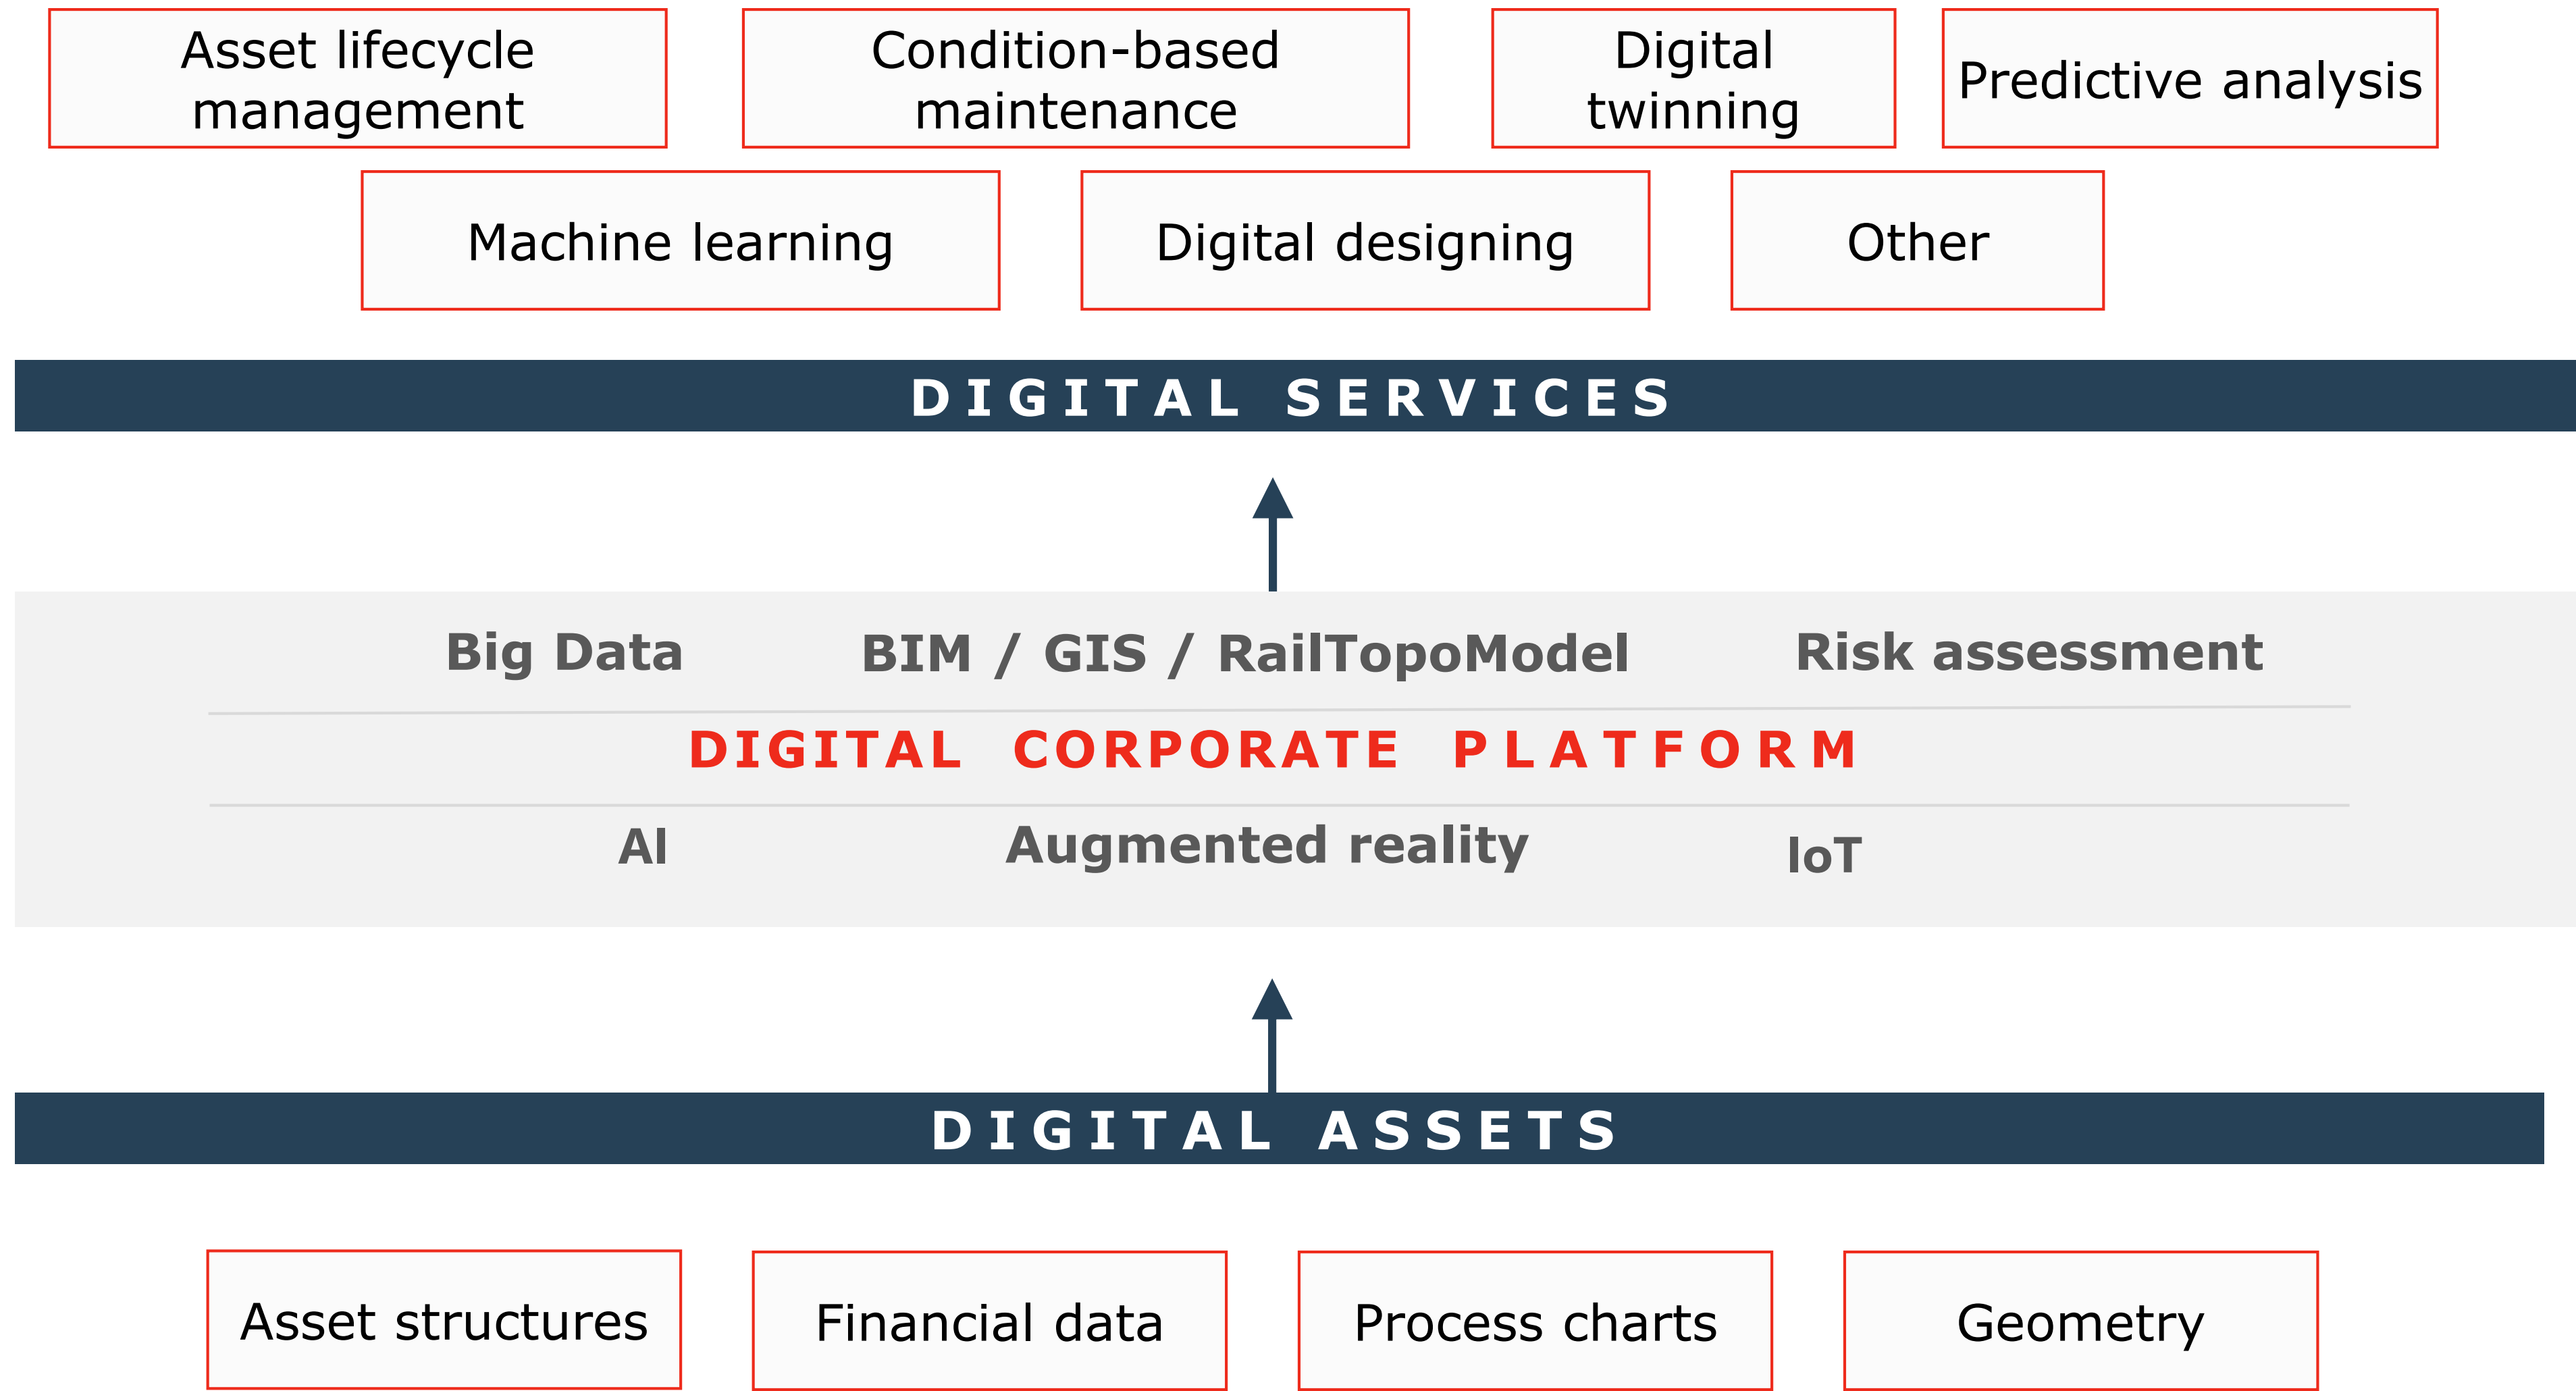 Asset lifecycle
management
Condition-based
maintenance
Digital
twinning
Predictive analysis
Machine learning
Digital designing
Other
DIGITAL SERVICES
Big Data
BIM / GIS / RailTopoModel
Risk assessment
DIGITAL CORPORATE PLATFORM
AI
Augmented reality
IoT
DIGITAL ASSETS
Asset structures
Financial data
Process charts
Geometry